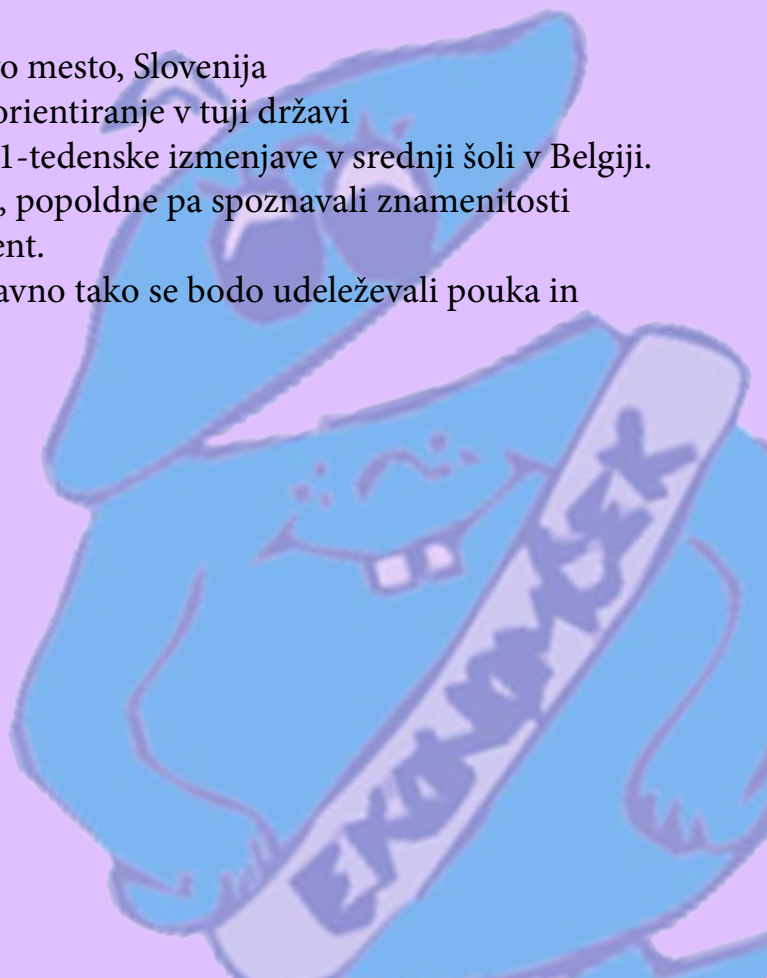 o mesto, Slovenija
orientiranje v tuji državi
1-tedenske izmenjave v srednji šoli v Belgiji.
, popoldne pa spoznavali znamenitosti
ent.
avno tako se bodo udeleževali pouka in
EKONOMŠEK